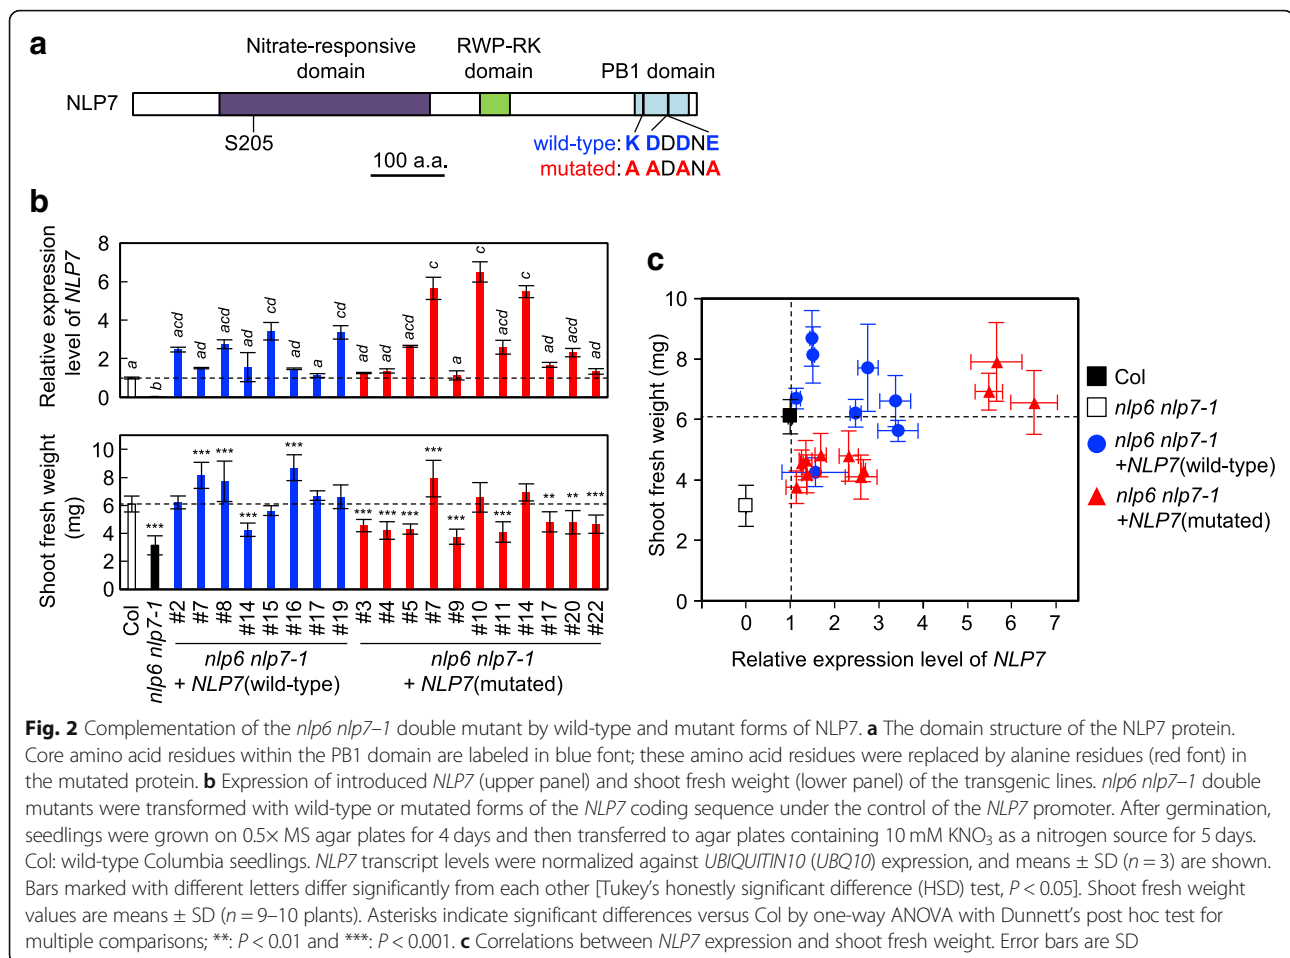 a
Nitrate-responsive domain
RWP-RK domain
PB1 domain
NLP7
S205
100 a.a.
wild-type: K DDDNE
mutated: A ADANA
b
Relative expression level of NLP7
8
6
4
2
0
a
b
acd
ad
acd
ad
cd
ad
a
cd
ad
ad
acd
c
a
c
acd
c
ad
acd
ad
Shoot fresh weight (mg)
10
8
6
4
2
0
***
***
***
***
***
***
***
***
***
***
***
**
**
***
Col
nlp6 nlp7-1
#2
#7
#8
#14
#15
#16
#17
#19
#3
#4
#5
#7
#9
#10
#11
#14
#17
#20
#22
nlp6 nlp7-1
+ NLP7(wild-type)
nlp6 nlp7-1
+ NLP7(mutated)
c
Shoot fresh weight (mg)
10
8
6
4
2
0
0 1 2 3 4 5 6 7
Relative expression level of NLP7
Col
nlp6 nlp7-1
nlp6 nlp7-1
+NLP7(wild-type)
nlp6 nlp7-1
+NLP7(mutated)
Fig. 2 Complementation of the nlp6 nlp7–1 double mutant by wild-type and mutant forms of NLP7. a The domain structure of the NLP7 protein.
Core amino acid residues within the PB1 domain are labeled in blue font; these amino acid residues were replaced by alanine residues (red font) in
the mutated protein. b Expression of introduced NLP7 (upper panel) and shoot fresh weight (lower panel) of the transgenic lines. nlp6 nlp7–1 double
mutants were transformed with wild-type or mutated forms of the NLP7 coding sequence under the control of the NLP7 promoter. After germination,
seedlings were grown on 0.5× MS agar plates for 4 days and then transferred to agar plates containing 10 mM KNO₃ as a nitrogen source for 5 days.
Col: wild-type Columbia seedlings. NLP7 transcript levels were normalized against UBIQUITIN10 (UBQ10) expression, and means ± SD (n = 3) are shown.
Bars marked with different letters differ significantly from each other [Tukey's honestly significant difference (HSD) test, P < 0.05]. Shoot fresh weight
values are means ± SD (n = 9–10 plants). Asterisks indicate significant differences versus Col by one-way ANOVA with Dunnett's post hoc test for
multiple comparisons; **: P < 0.01 and ***: P < 0.001. c Correlations between NLP7 expression and shoot fresh weight. Error bars are SD